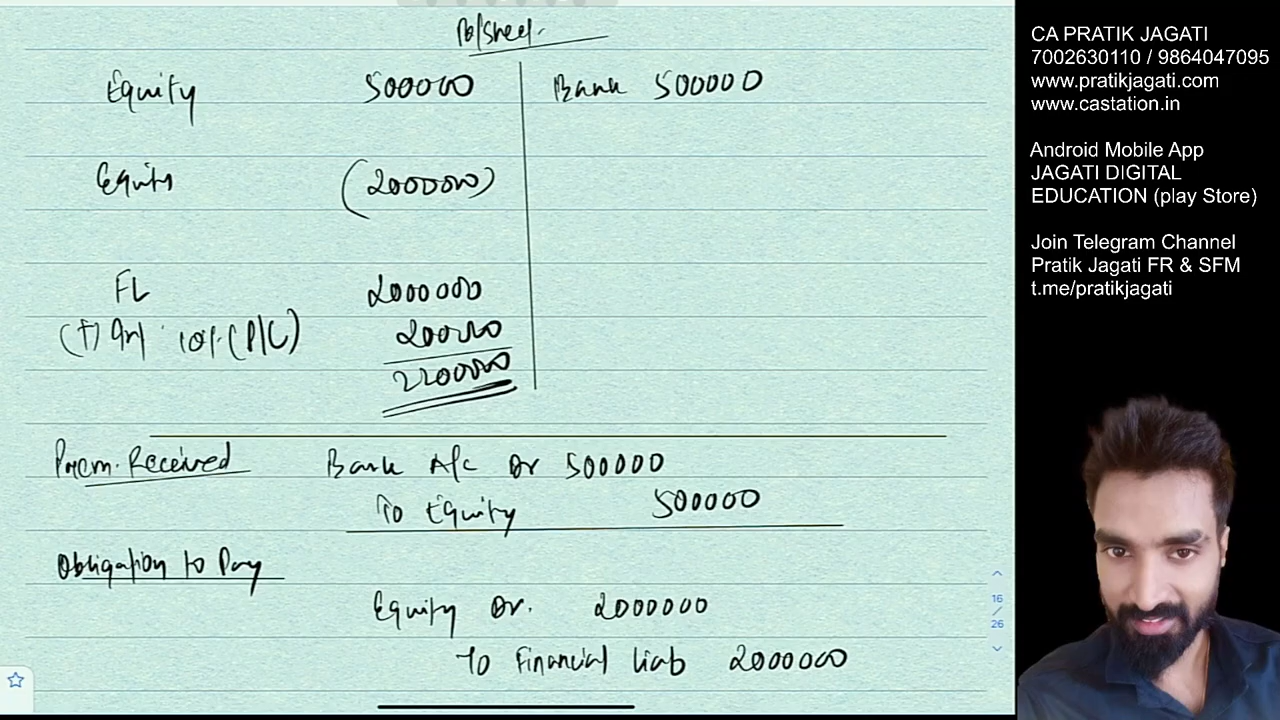 B/Sheet.
Equity 500000 Bank 500000
Equity (2000000)
FL 2000000
(+) Int 10% (P/L) 200000
2200000
Prem. Received Bank A/c Dr 500000
To Equity 500000
Obligation to Pay
Equity Dr. 2000000
To Financial Liab 2000000
16
/
26
CA PRATIK JAGATI
7002630110 / 9864047095
www.pratikjagati.com
www.castation.in
Android Mobile App
JAGATI DIGITAL
EDUCATION (play Store)
Join Telegram Channel
Pratik Jagati FR & SFM
t.me/pratikjagati